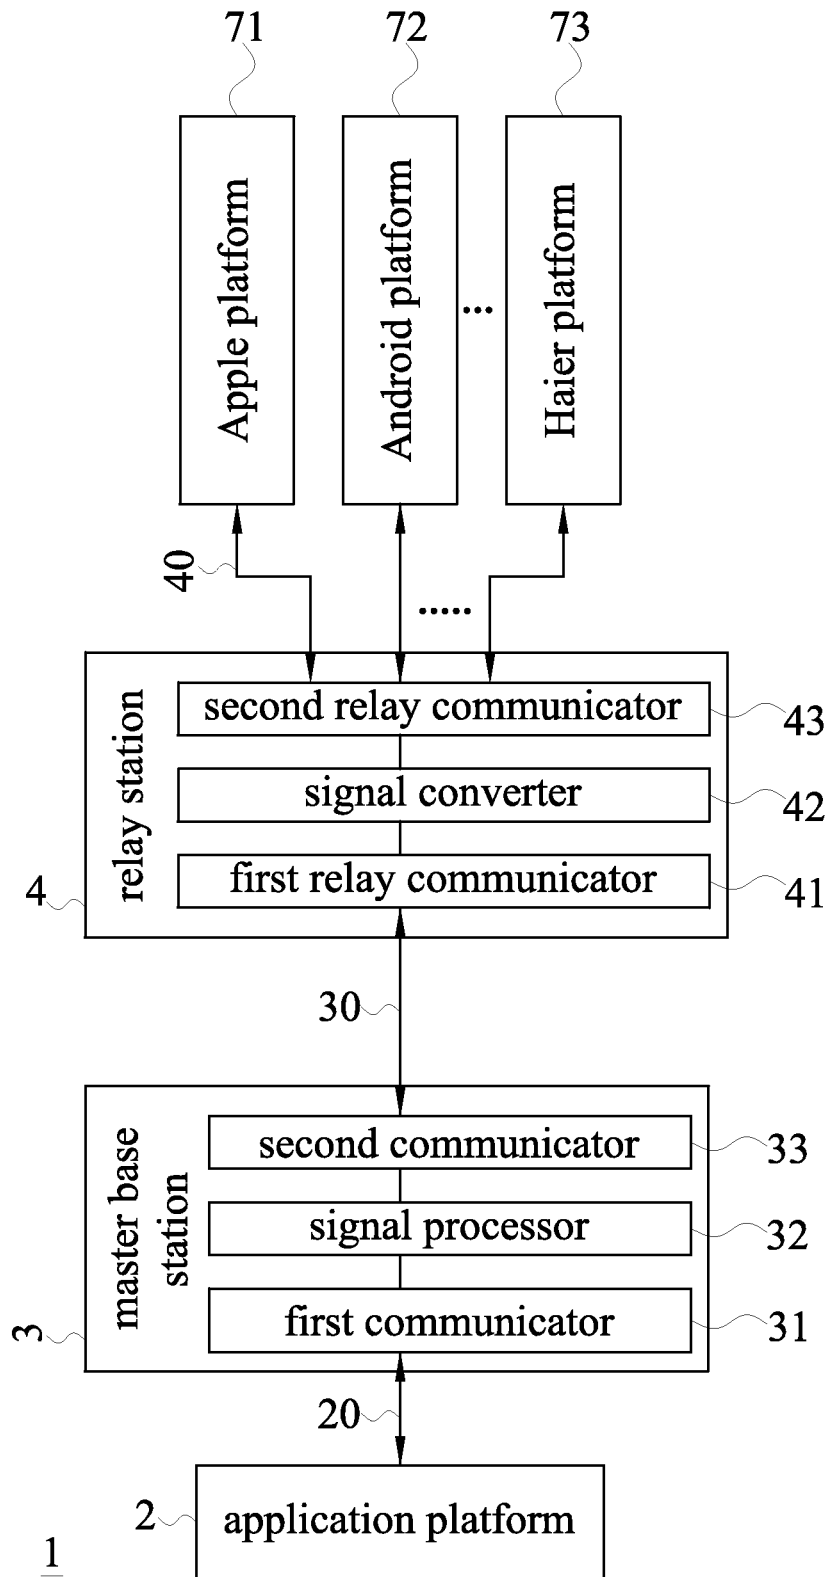 71
72
73
Apple platform
Android platform
...
Haier platform
40
.....
relay station
second relay communicator
43
signal converter
42
first relay communicator
41
4
30
master base
station
second communicator
33
signal processor
32
first communicator
31
3
20
2
application platform
1